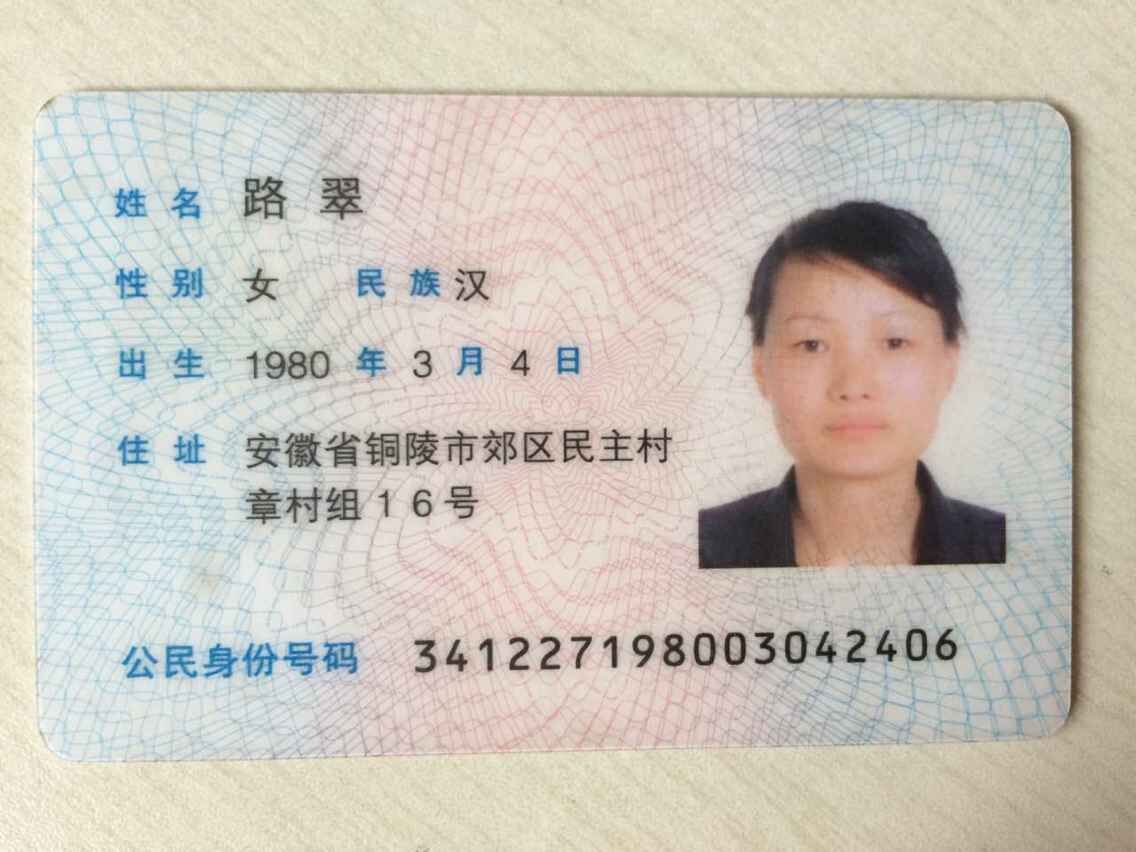 姓名 路翠
性别 女 民族 汉
出生 1980 年 3 月 4 日
住址 安徽省铜陵市郊区民主村
章村组16号
公民身份号码 341227198003042406